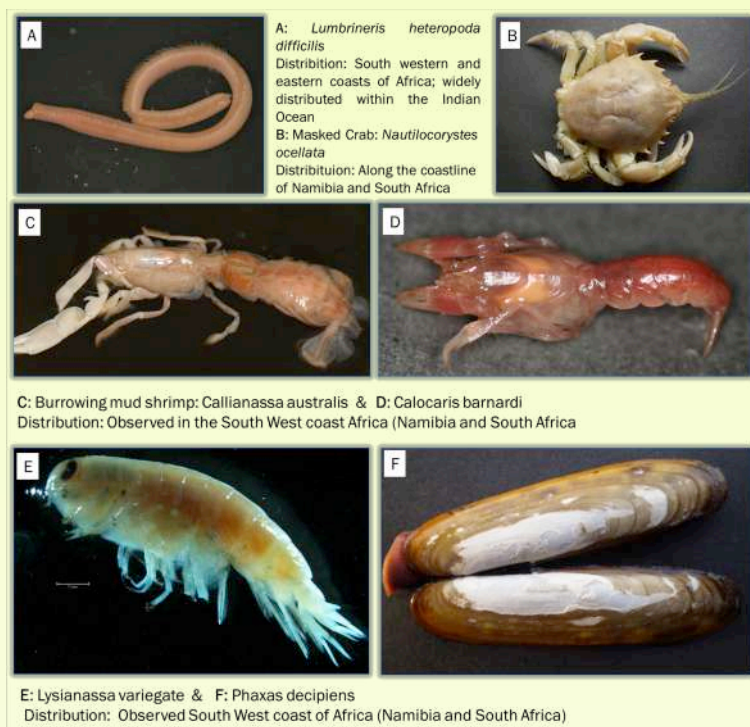 A
A: Lumbrineris heteropoda
difficilis
Distribition: South western and
eastern coasts of Africa; widely
distributed within the Indian
Ocean
B: Masked Crab: Nautilocorystes
ocellata
Distribituion: Along the coastline
of Namibia and South Africa
B
C
D
C: Burrowing mud shrimp: Callianassa australis & D: Calocaris barnardi
Distribution: Observed in the South West coast Africa (Namibia and South Africa
E
F
E: Lysianassa variegate & F: Phaxas decipiens
Distribution: Observed South West coast of Africa (Namibia and South Africa)